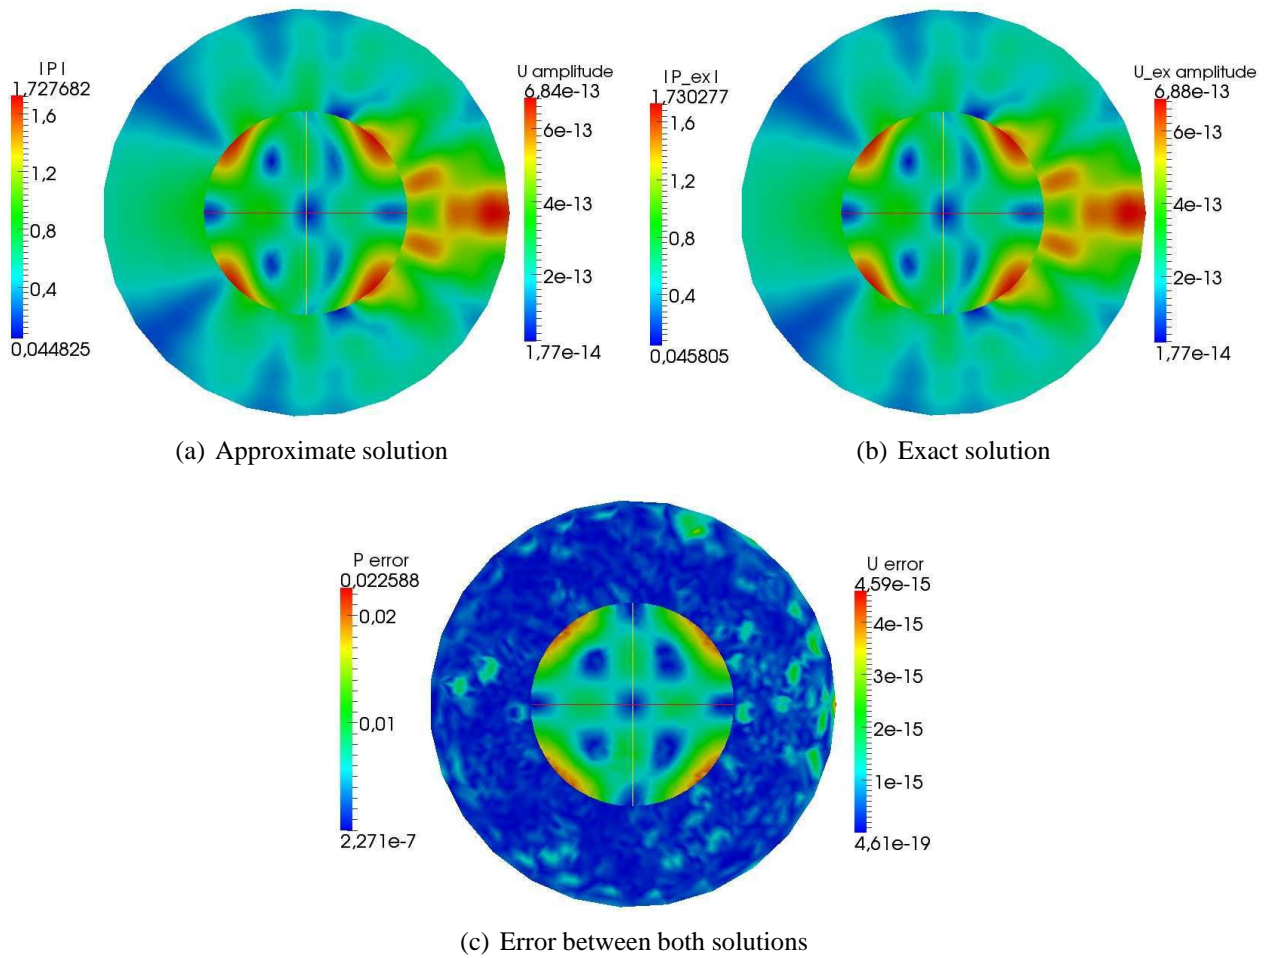 |P|
1,727682
1,6
1,2
0,8
0,4
0,044825
U amplitude
6,84e-13
6e-13
4e-13
2e-13
1,77e-14
(a) Approximate solution
|P_ex|
1,730277
1,6
1,2
0,8
0,4
0,045805
U_ex amplitude
6,88e-13
6e-13
4e-13
2e-13
1,77e-14
(b) Exact solution
P error
0,022588
0,02
0,01
2,271e-7
U error
4,59e-15
4e-15
3e-15
2e-15
1e-15
4,61e-19
(c) Error between both solutions